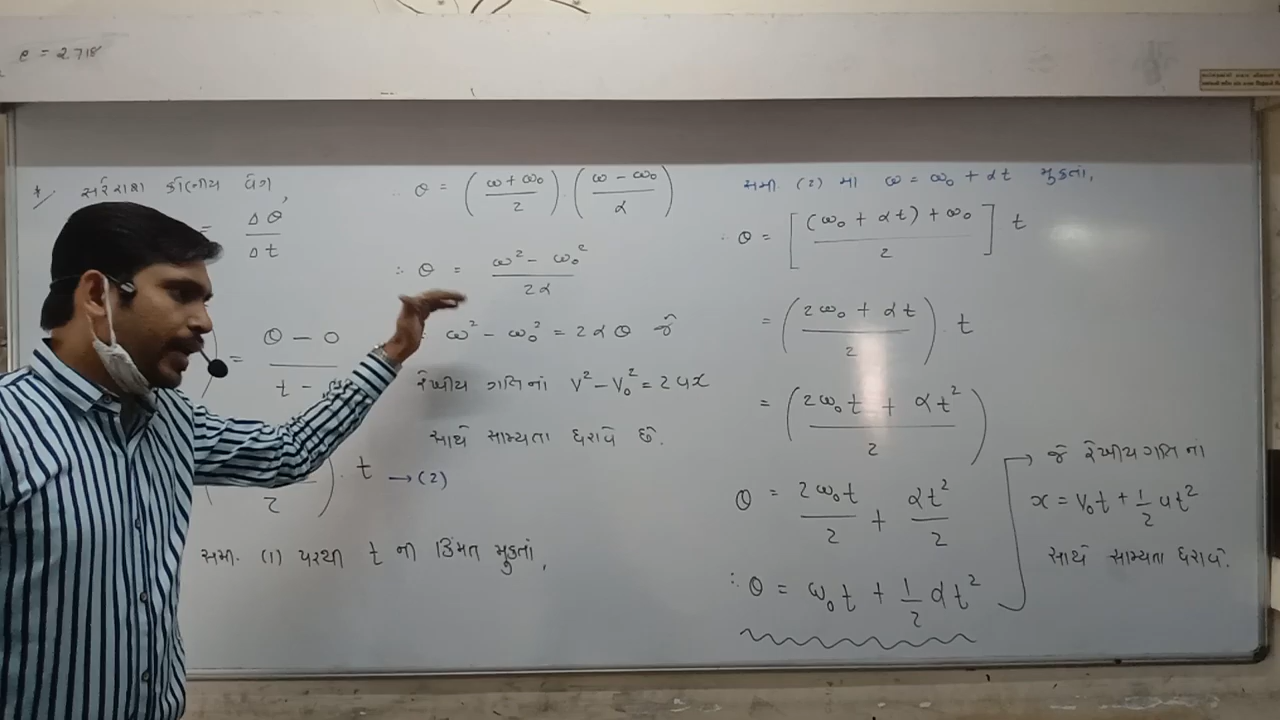 e = 2.718
* સરેરાશ કોણીય વેગ,
= Δθ / Δt
= θ - 0 / t -
/ 2 ) . t → (2)
સમી. (1) પરથી t ની કિંમત મૂકતાં,
θ = ( ω + ω₀ / 2 ) . ( ω - ω₀ / α )
∴ θ = ω² - ω₀² / 2α
ω² - ω₀² = 2αθ જે
રેખીય ગતિનાં v² - v₀² = 2ax
સાથે સામ્યતા ધરાવે છે.
સમી. (2) માં ω = ω₀ + αt મુકતાં,
∴ θ = [ (ω₀ + αt) + ω₀ / 2 ] t
= ( 2ω₀ + αt / 2 ) . t
= ( 2ω₀t + αt² / 2 )
θ = 2ω₀t / 2 + αt² / 2
∴ θ = ω₀t + 1/2 αt²
→ જે રેખીય ગતિનાં
x = v₀t + 1/2 at²
સાથે સામ્યતા ધરાવે.